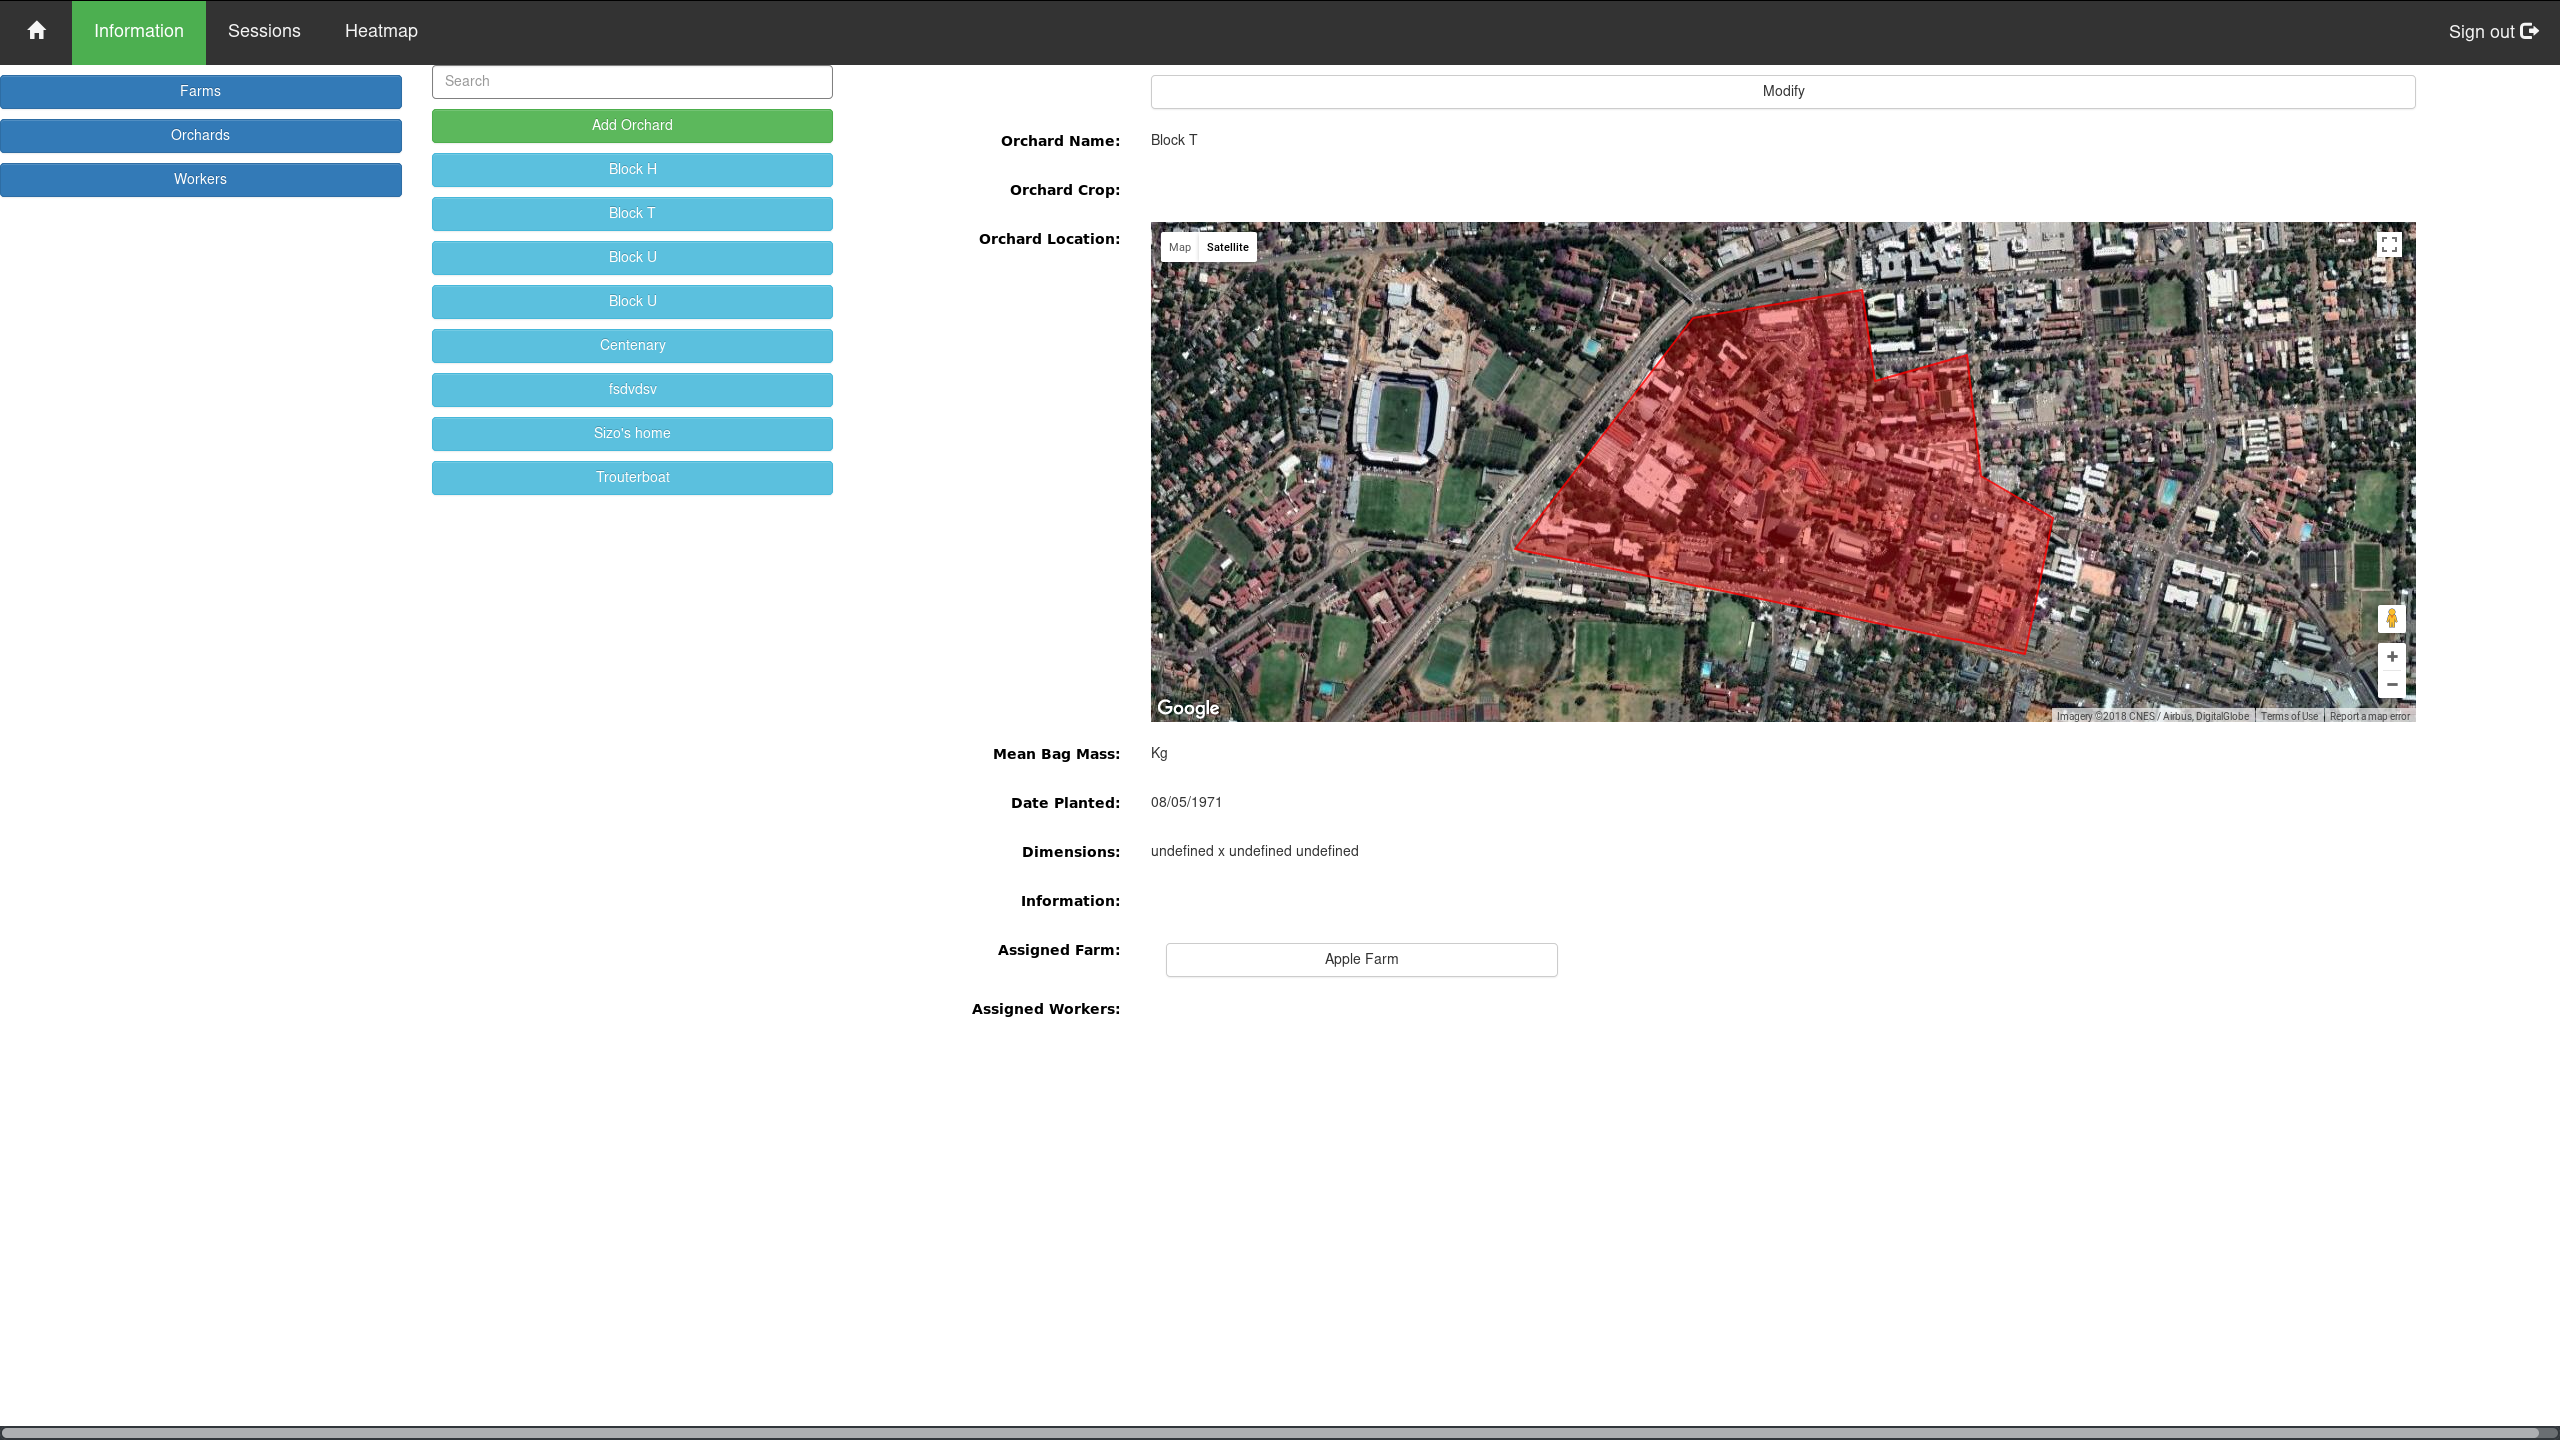 Information
Sessions
Heatmap
Sign out
Farms
Orchards
Workers
Search
Add Orchard
Block H
Block T
Block U
Block U
Centenary
fsdvdsv
Sizo's home
Trouterboat
Modify
Orchard Name: Block T
Orchard Crop:
Orchard Location:
Map Satellite
Google
Imagery ©2018 CNES / Airbus, DigitalGlobe Terms of Use Report a map error
Mean Bag Mass: Kg
Date Planted: 08/05/1971
Dimensions: undefined x undefined undefined
Information:
Assigned Farm: Apple Farm
Assigned Workers: